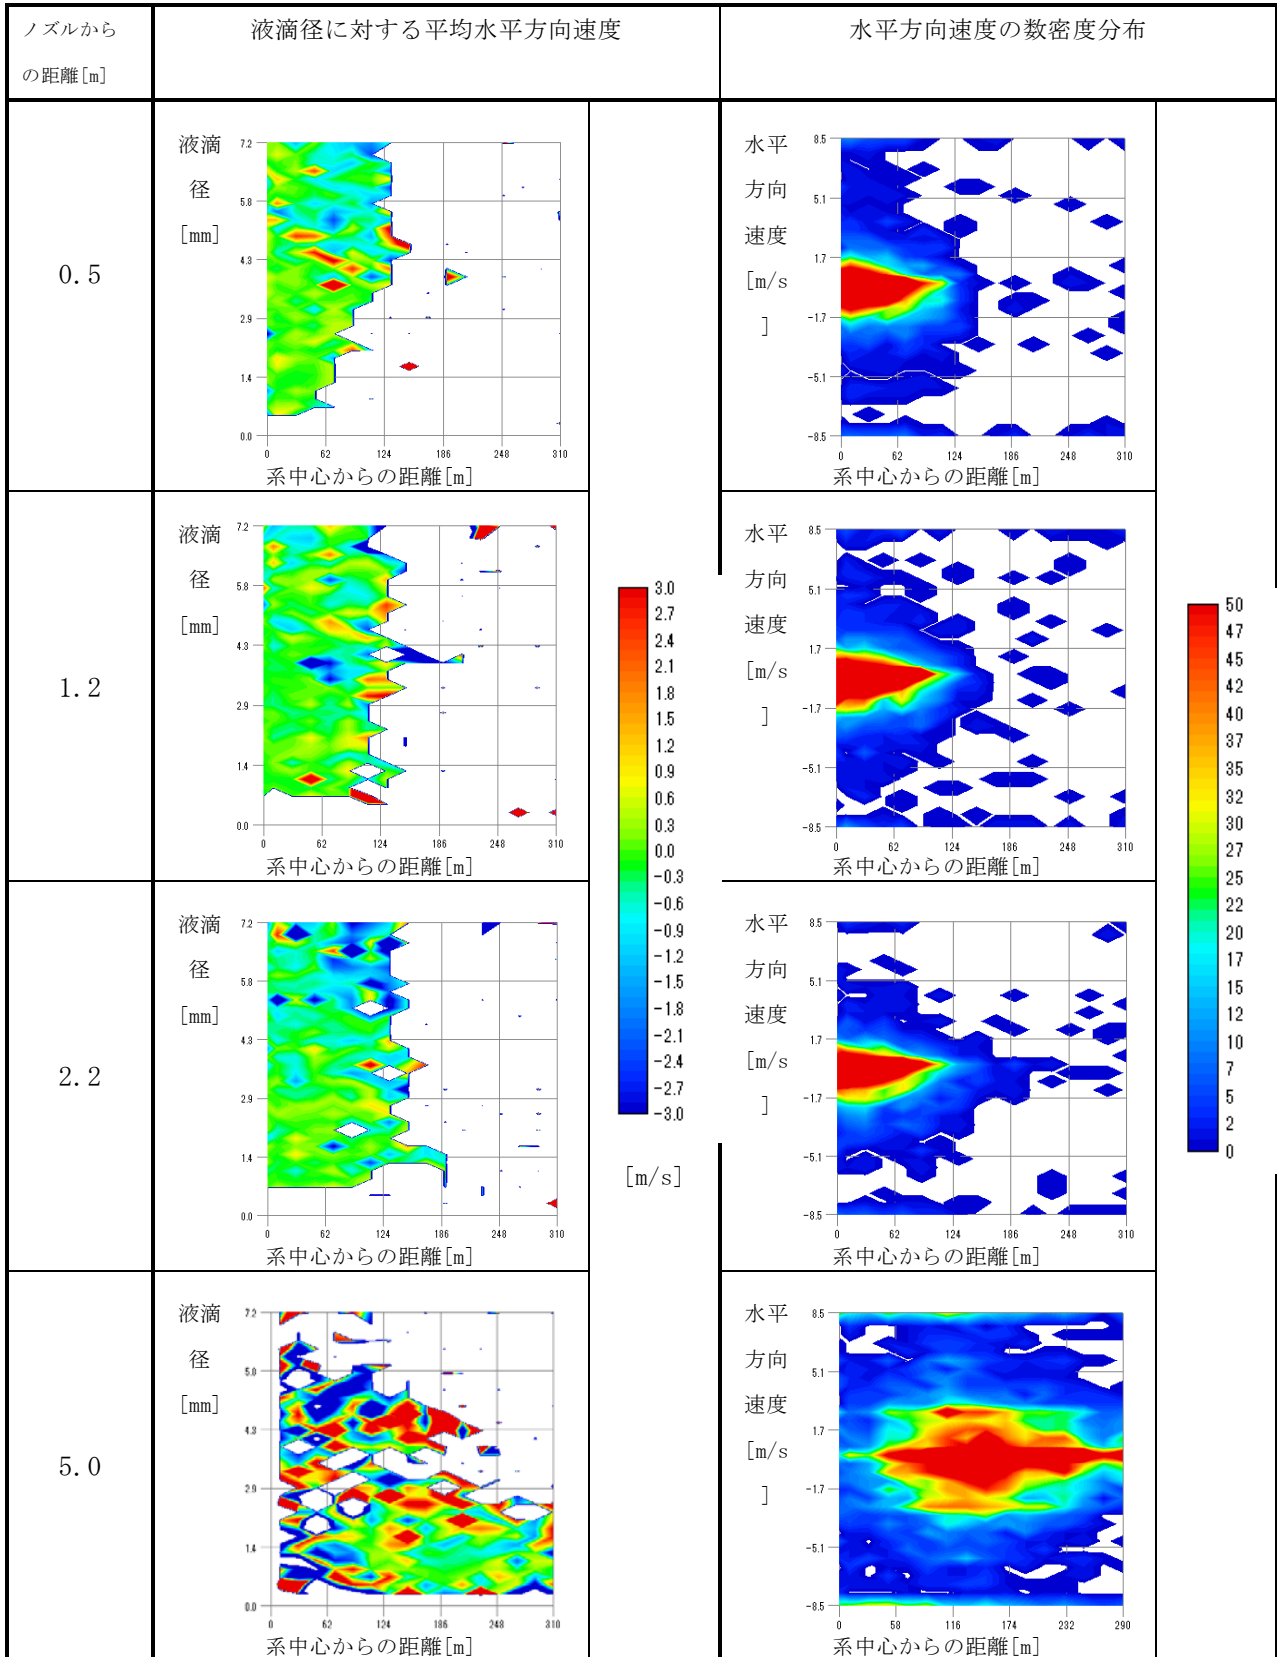 ノズルから
の距離[m]
液滴径に対する平均水平方向速度
水平方向速度の数密度分布
0.5
液滴
径
[mm]
7.2
5.8
4.3
2.9
1.4
0.0
0 62 124 186 248 310
系中心からの距離[m]
水平
方向
速度
[m/s
]
8.5
5.1
1.7
-1.7
-5.1
-8.5
0 62 124 186 248 310
系中心からの距離[m]
1.2
液滴
径
[mm]
7.2
5.8
4.3
2.9
1.4
0.0
0 62 124 186 248 310
系中心からの距離[m]
水平
方向
速度
[m/s
]
8.5
5.1
1.7
-1.7
-5.1
-8.5
0 62 124 186 248 310
系中心からの距離[m]
2.2
液滴
径
[mm]
7.2
5.8
4.3
2.9
1.4
0.0
0 62 124 186 248 310
系中心からの距離[m]
水平
方向
速度
[m/s
]
8.5
5.1
1.7
-1.7
-5.1
-8.5
0 62 124 186 248 310
系中心からの距離[m]
5.0
液滴
径
[mm]
7.2
5.8
4.3
2.9
1.4
0.0
0 62 124 186 248 310
系中心からの距離[m]
水平
方向
速度
[m/s
]
8.5
5.1
1.7
-1.7
-5.1
-8.5
0 58 116 174 232 290
系中心からの距離[m]
3.0
2.7
2.4
2.1
1.8
1.5
1.2
0.9
0.6
0.3
0.0
-0.3
-0.6
-0.9
-1.2
-1.5
-1.8
-2.1
-2.4
-2.7
-3.0
[m/s]
50
47
45
42
40
37
35
32
30
27
25
22
20
17
15
12
10
7
5
2
0